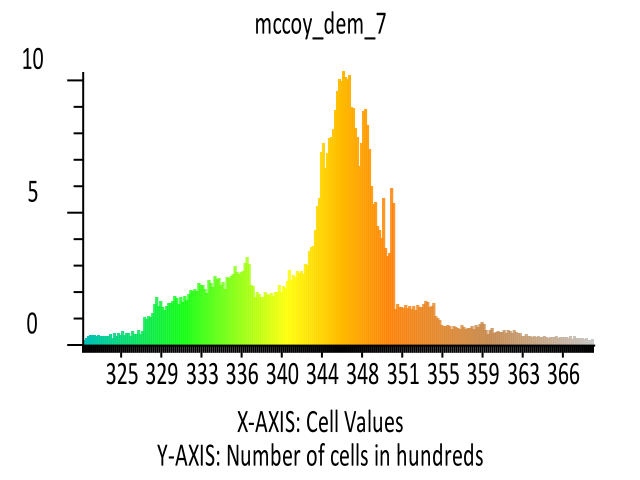 mccoy_dem_7
10
5
0
325 329 333 336 340 344 348 351 355 359 363 366
X-AXIS: Cell Values
Y-AXIS: Number of cells in hundreds